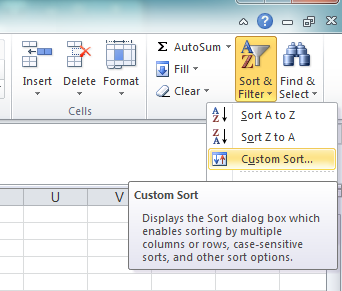 Σ AutoSum
Insert Delete Format
Fill
Clear
Sort &
Filter
Find &
Select
Cells
Sort A to Z
Sort Z to A
Custom Sort...
U V
Custom Sort
Displays the Sort dialog box which
enables sorting by multiple
columns or rows, case-sensitive
sorts, and other sort options.